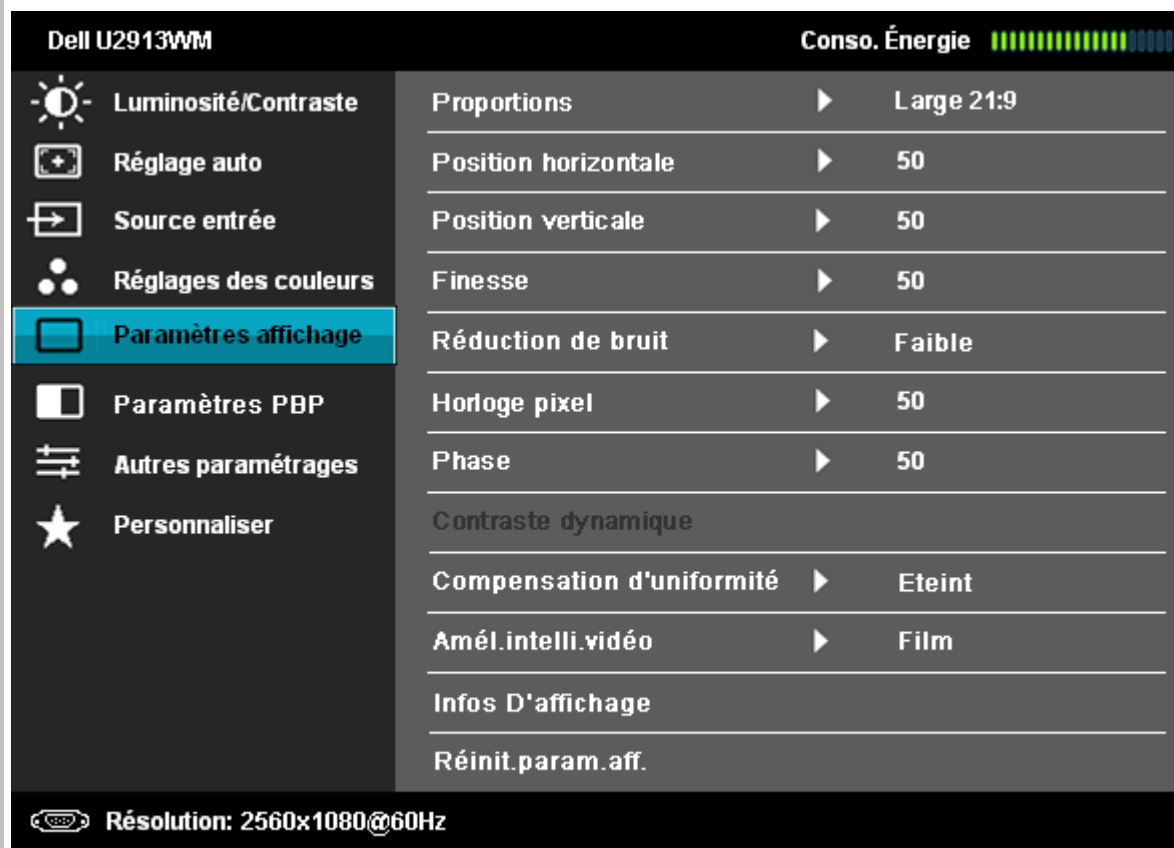 Dell U2913WM Conso. Énergie
Luminosité/Contraste
Réglage auto
Source entrée
Réglages des couleurs
Paramètres affichage
Paramètres PBP
Autres paramétrages
Personnaliser
Proportions Large 21:9
Position horizontale 50
Position verticale 50
Finesse 50
Réduction de bruit Faible
Horloge pixel 50
Phase 50
Contraste dynamique
Compensation d'uniformité Eteint
Amél.intelli.vidéo Film
Infos D'affichage
Réinit.param.aff.
Résolution: 2560x1080@60Hz